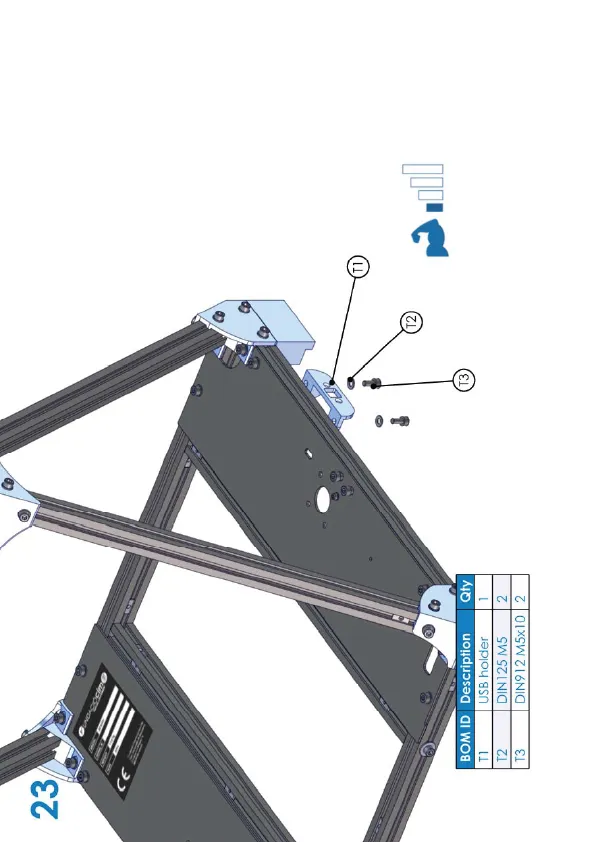 23
T1
T2
T3
BOM ID Description Qty
T1 USB holder 1
T2 DIN125 M5 2
T3 DIN912 M5x10 2
CE